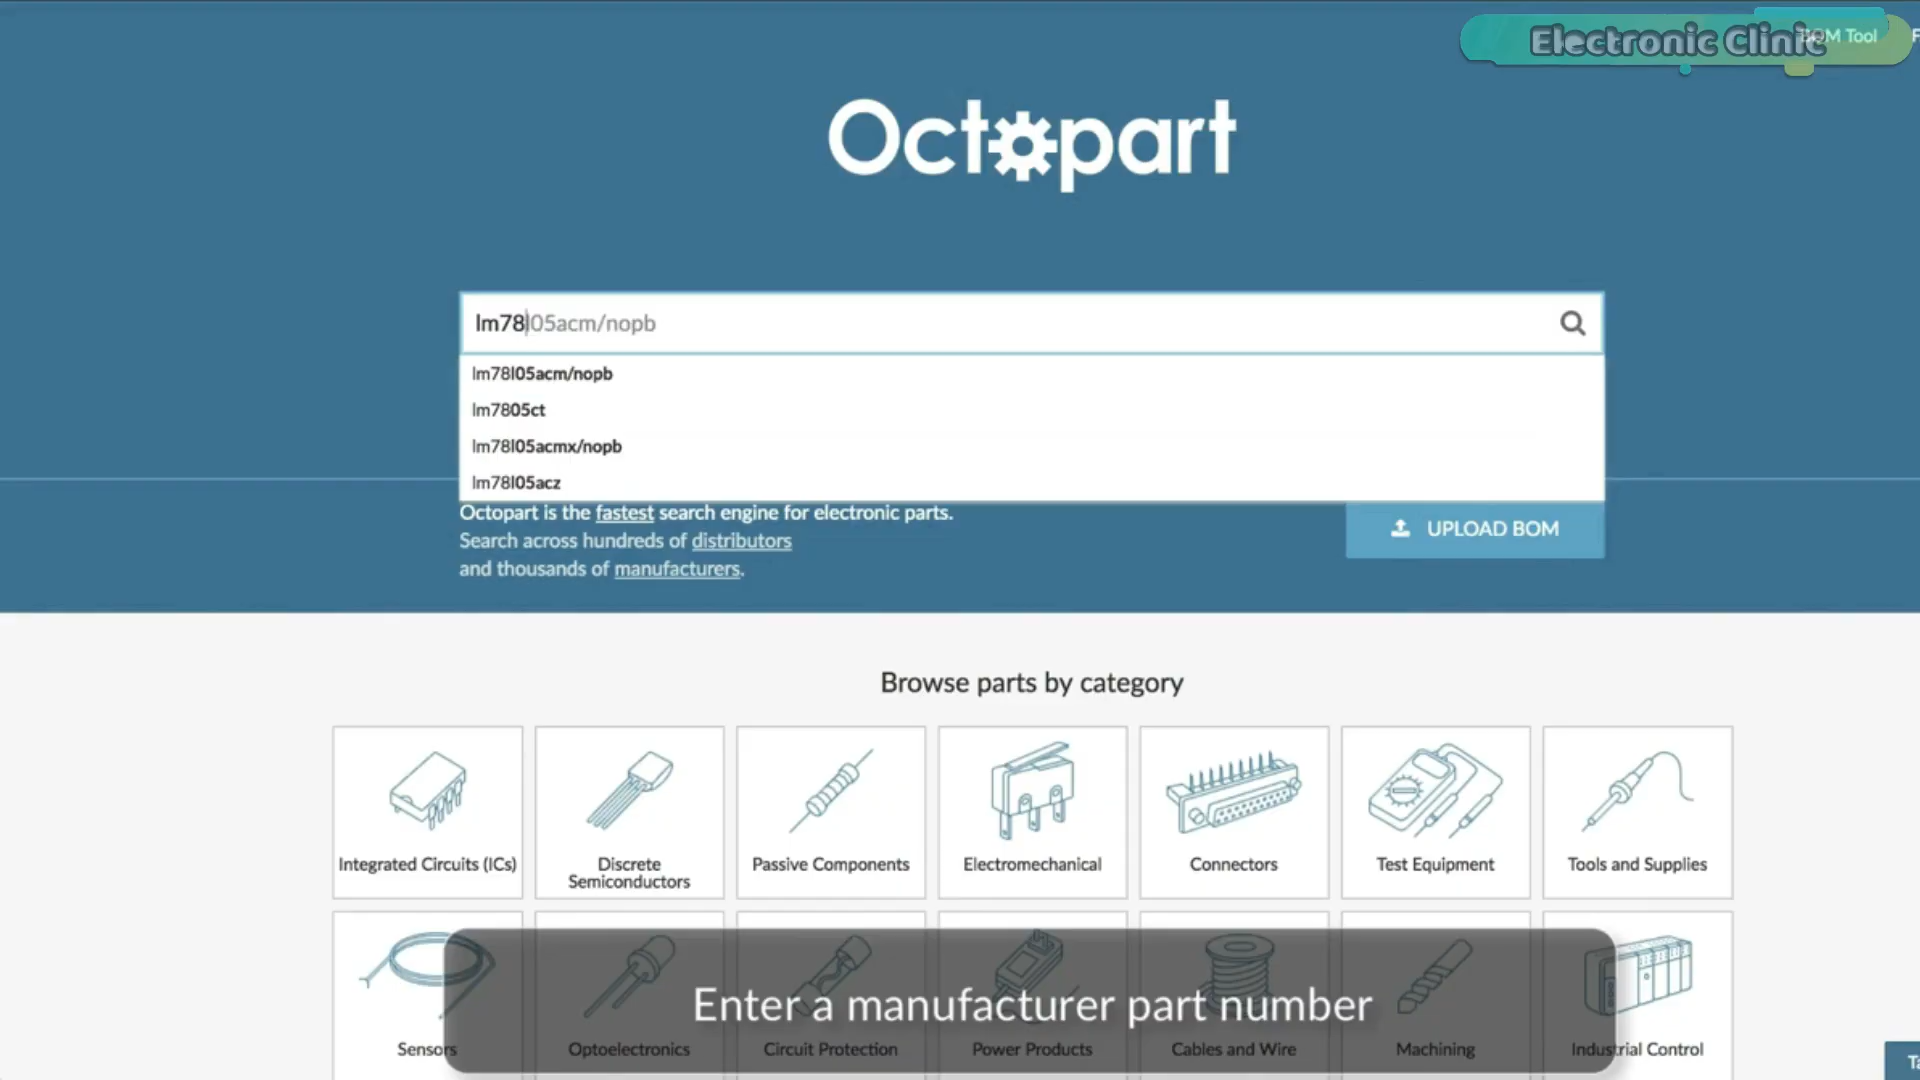 Electronic Clinic
BOM Tool
Octopart
lm78l05acm/nopb
lm78l05acm/nopb
lm7805ct
lm78l05acmx/nopb
lm78l05acz
Octopart is the fastest search engine for electronic parts.
Search across hundreds of distributors
and thousands of manufacturers.
UPLOAD BOM
Browse parts by category
Integrated Circuits (ICs)
Discrete
Semiconductors
Passive Components
Electromechanical
Connectors
Test Equipment
Tools and Supplies
Enter a manufacturer part number
Sensors
Optoelectronics
Circuit Protection
Power Products
Cables and Wire
Machining
Industrial Control